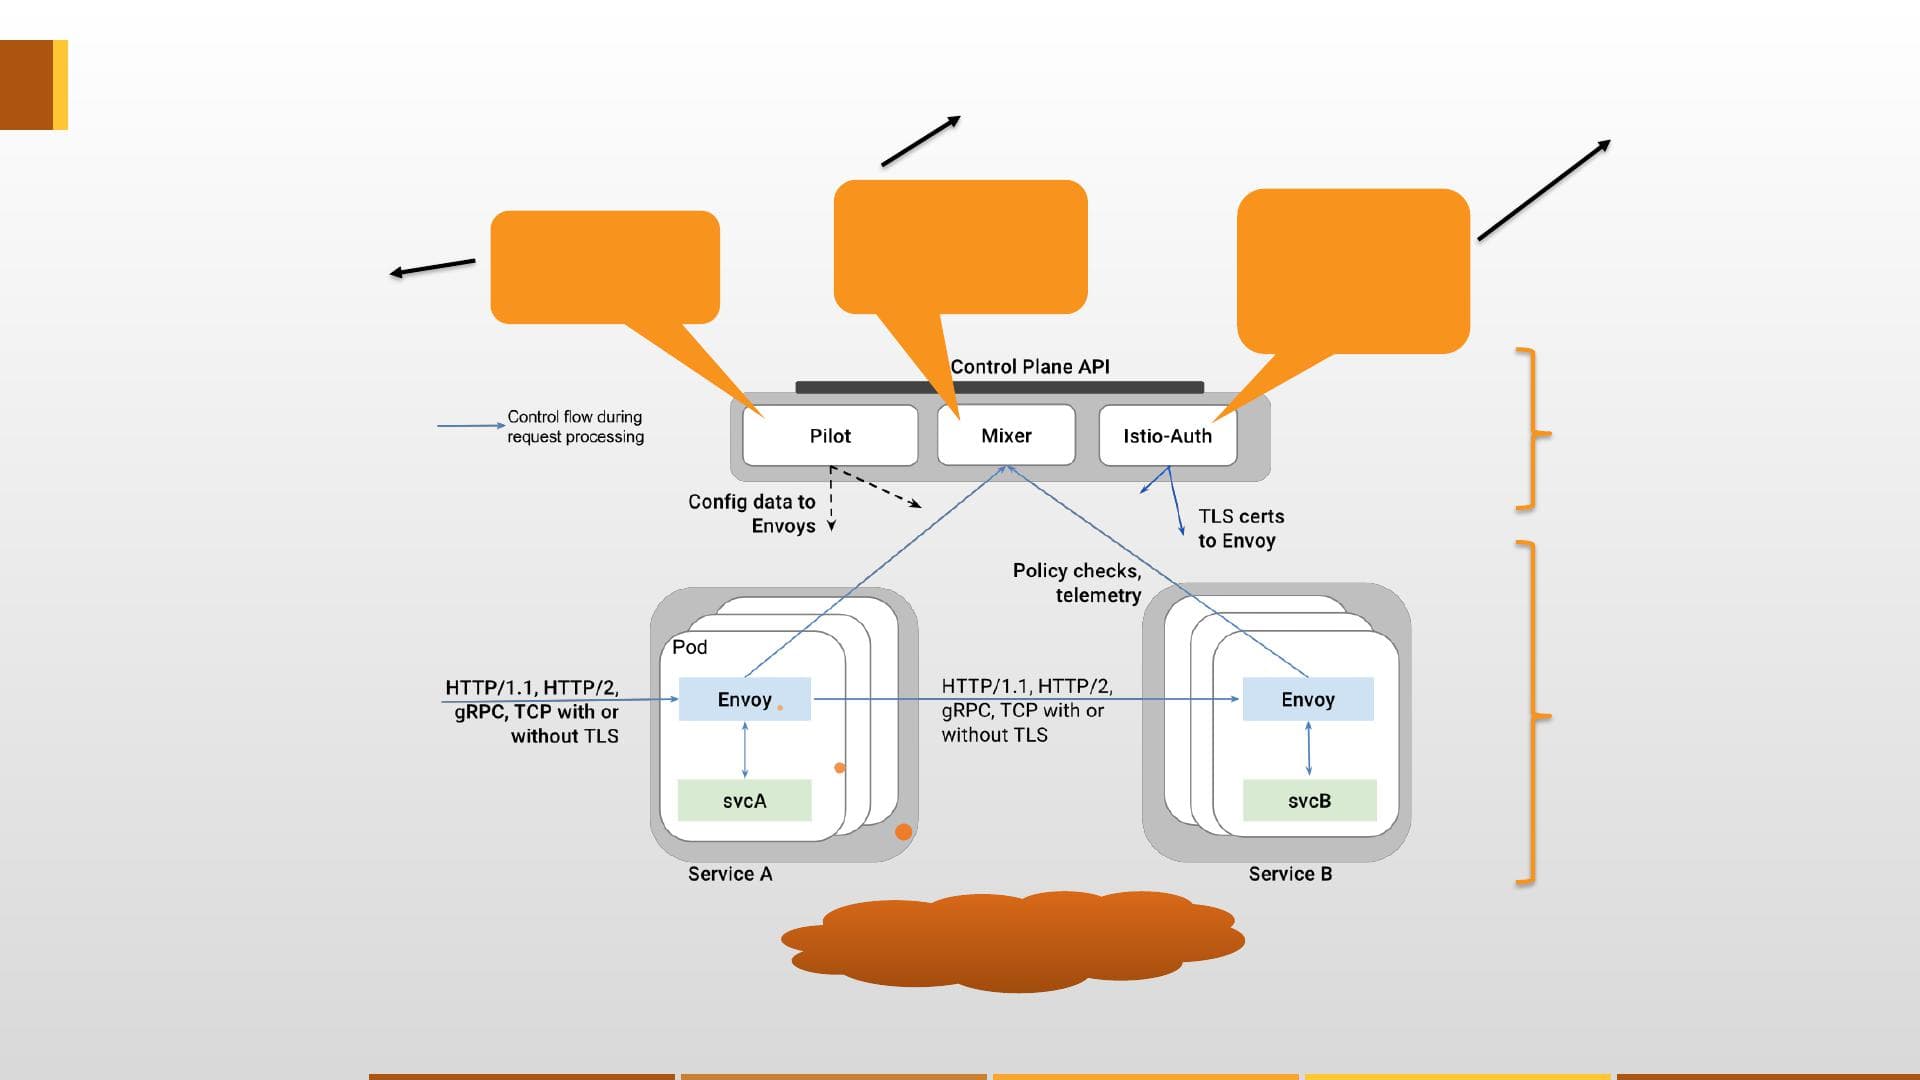 Control Plane API
Control flow during
request processing
Pilot
Mixer
Istio-Auth
Config data to
Envoys
TLS certs
to Envoy
Policy checks,
telemetry
Pod
HTTP/1.1, HTTP/2,
gRPC, TCP with or
without TLS
Envoy
HTTP/1.1, HTTP/2,
gRPC, TCP with or
without TLS
Envoy
svcA
svcB
Service A
Service B